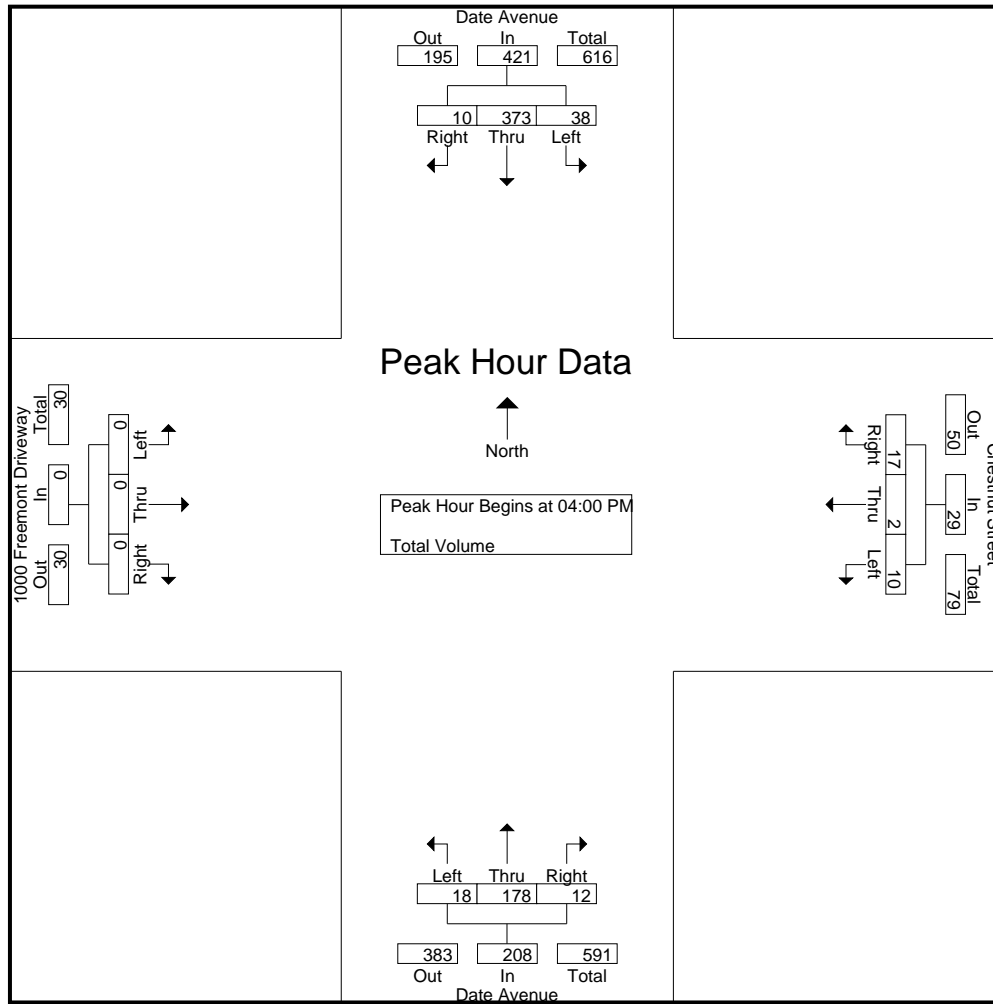 Date Avenue
Out In Total
195 421 616
10 373 38
Right Thru Left
Peak Hour Data
North
Peak Hour Begins at 04:00 PM
Total Volume
1000 Freemont Driveway
Total In Out
30 0 30
0 0 0
Left Thru Right
Chestnut Street
Out In Total
50 29 79
17 2 10
Right Thru Left
Left Thru Right
18 178 12
383 208 591
Out In Total
Date Avenue